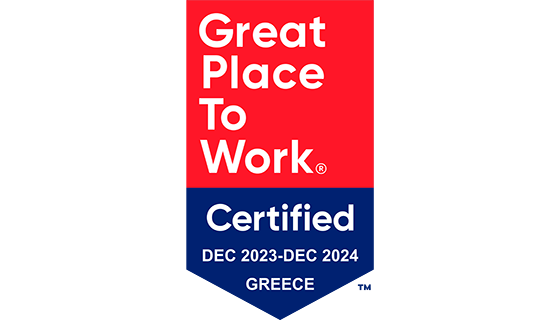 Great
Place
To
Work®
Certified
DEC 2023-DEC 2024
GREECE
™